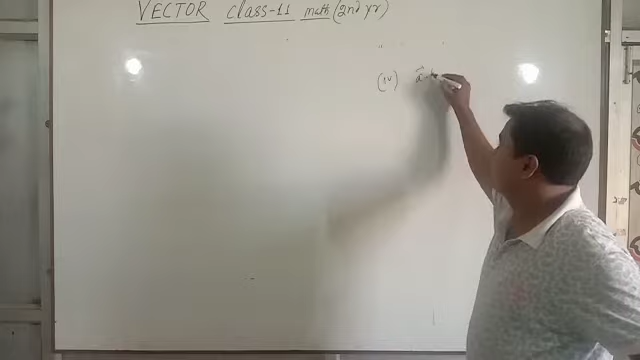 VECTOR Class-11 math (2nd yr)
(iv) a⃗